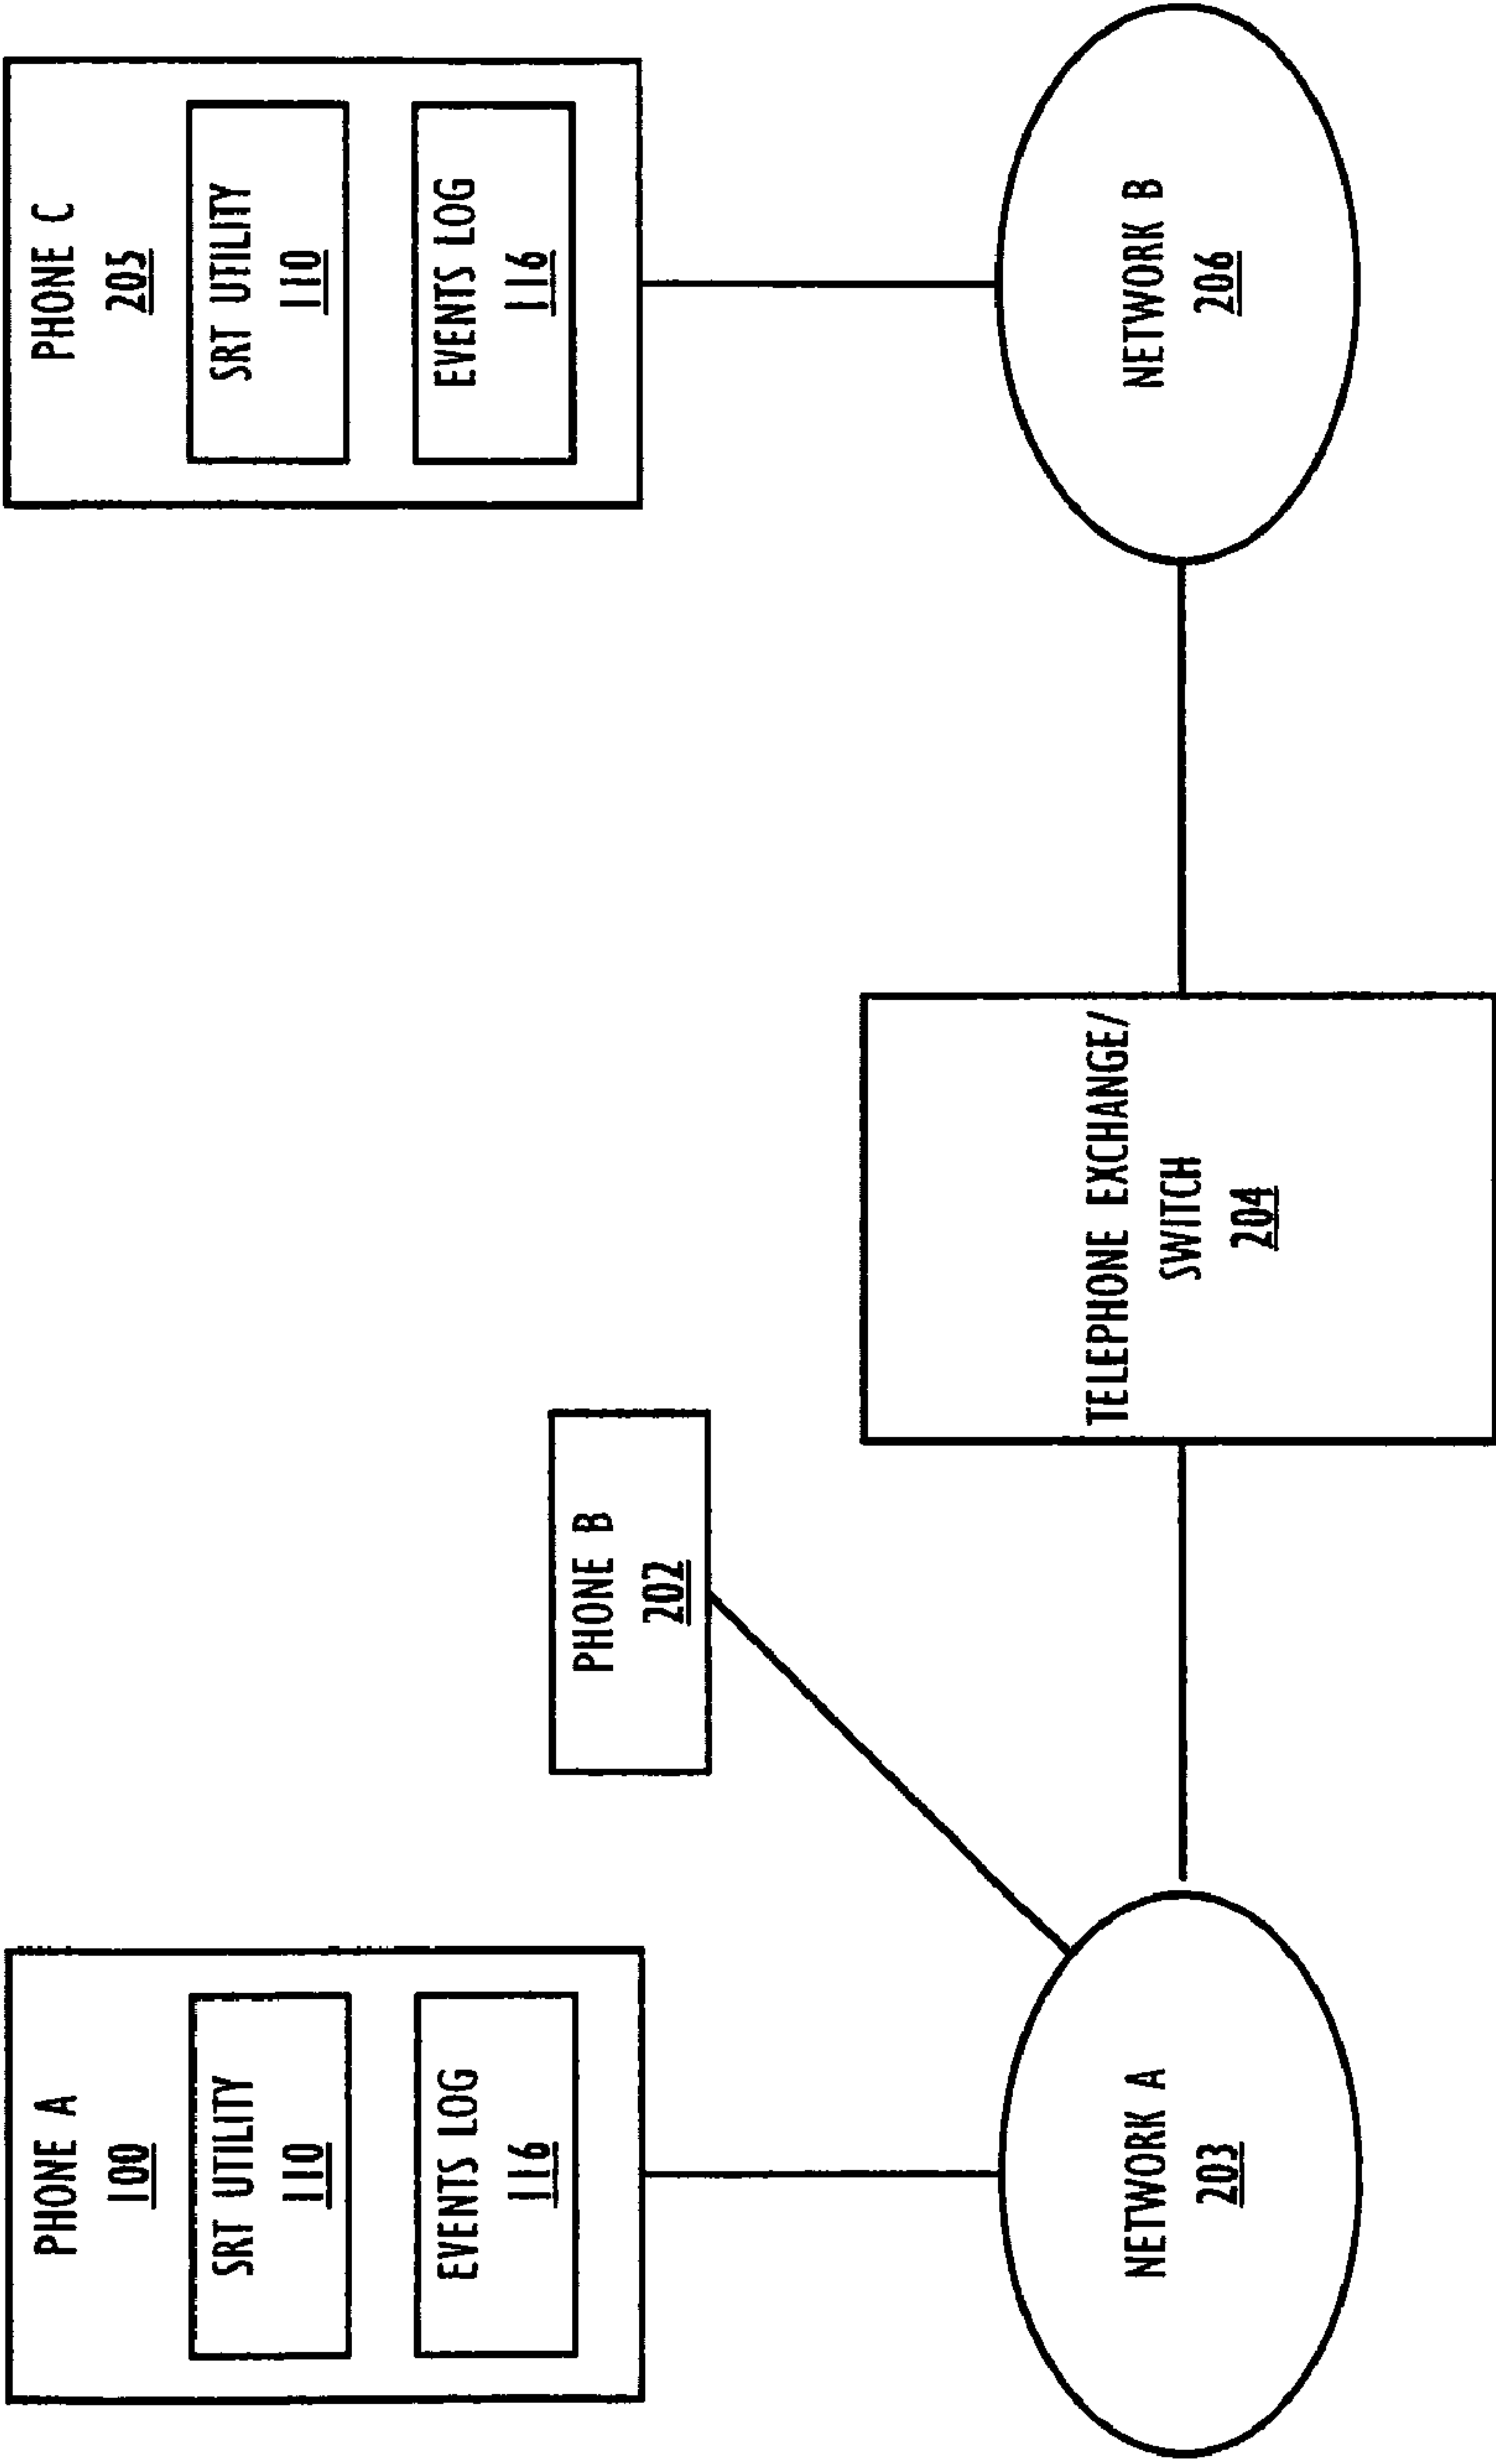 PHONE A
100
SRT UTILITY
110
EVENTS LOG
116
PHONE B
202
PHONE C
205
SRT UTILITY
110
EVENTS LOG
116
NETWORK A
203
TELEPHONE EXCHANGE/
SWITCH
204
NETWORK B
206